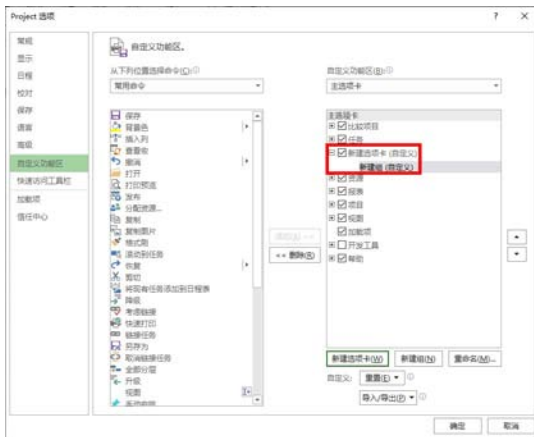 Project 选项
? ×
常规
显示
日程
校对
保存
语言
高级
自定义功能区
快速访问工具栏
加载项
信任中心
自定义功能区。
从下列位置选择命令(C):
常用命令
保存
背景色
插入列
查看宏
撤消
打开
打印预览
发布
分配资源...
复制
复制图片
格式刷
滚动到任务
恢复
剪切
将现有任务添加到日程表
降级
考虑链接
快速打印
链接任务
另存为
取消链接任务
全部分层
升级
视图
自定义功能区(B):
主选项卡
主选项卡
比较项目
任务
新建选项卡 (自定义)
新建组 (自定义)
资源
报表
项目
视图
加载项
开发工具
帮助
<< 删除(R)
新建选项卡(W)
新建组(N)
重命名(M)...
自定义:
重置(E)
导入/导出(P)
确定
取消